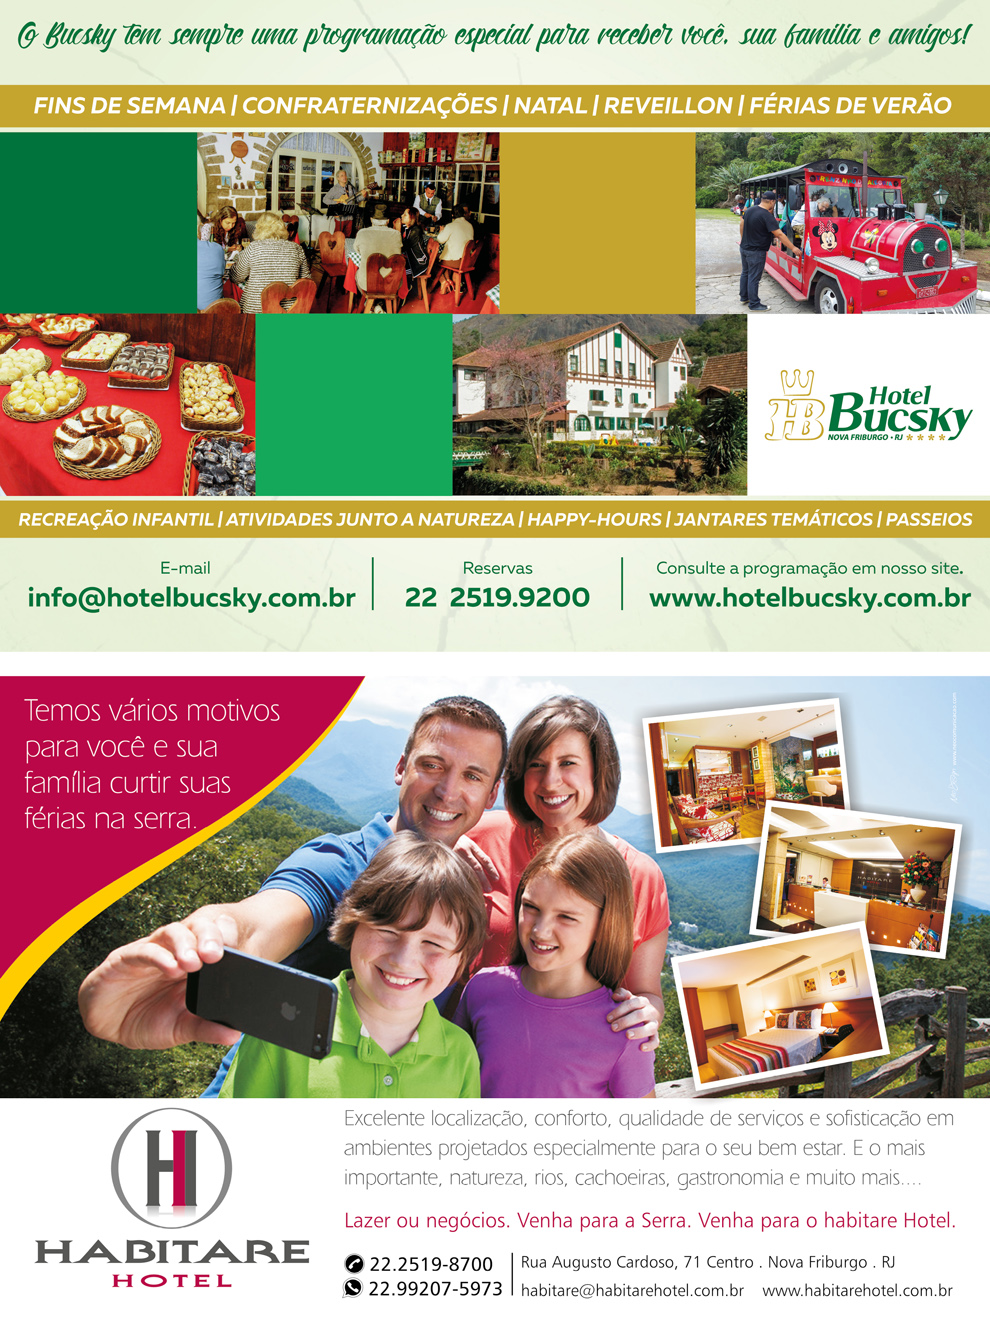 O Bucsky tem sempre uma programação especial para receber você, sua família e amigos!
FINS DE SEMANA | CONFRATERNIZAÇÕES | NATAL | REVEILLON | FÉRIAS DE VERÃO
HB Hotel
Bucsky
NOVA FRIBURGO • RJ
RECREAÇÃO INFANTIL | ATIVIDADES JUNTO A NATUREZA | HAPPY-HOURS | JANTARES TEMÁTICOS | PASSEIOS
E-mail
info@hotelbucsky.com.br
Reservas
22 2519.9200
Consulte a programação em nosso site.
www.hotelbucsky.com.br
Temos vários motivos
para você e sua
família curtir suas
férias na serra.
HABITARE
H
HABITARE
HOTEL
Excelente localização, conforto, qualidade de serviços e sofisticação em
ambientes projetados especialmente para o seu bem estar. E o mais
importante, natureza, rios, cachoeiras, gastronomia e muito mais....
Lazer ou negócios. Venha para a Serra. Venha para o habitare Hotel.
22.2519-8700
22.99207-5973
Rua Augusto Cardoso, 71 Centro . Nova Friburgo . RJ
habitare@habitarehotel.com.br www.habitarehotel.com.br